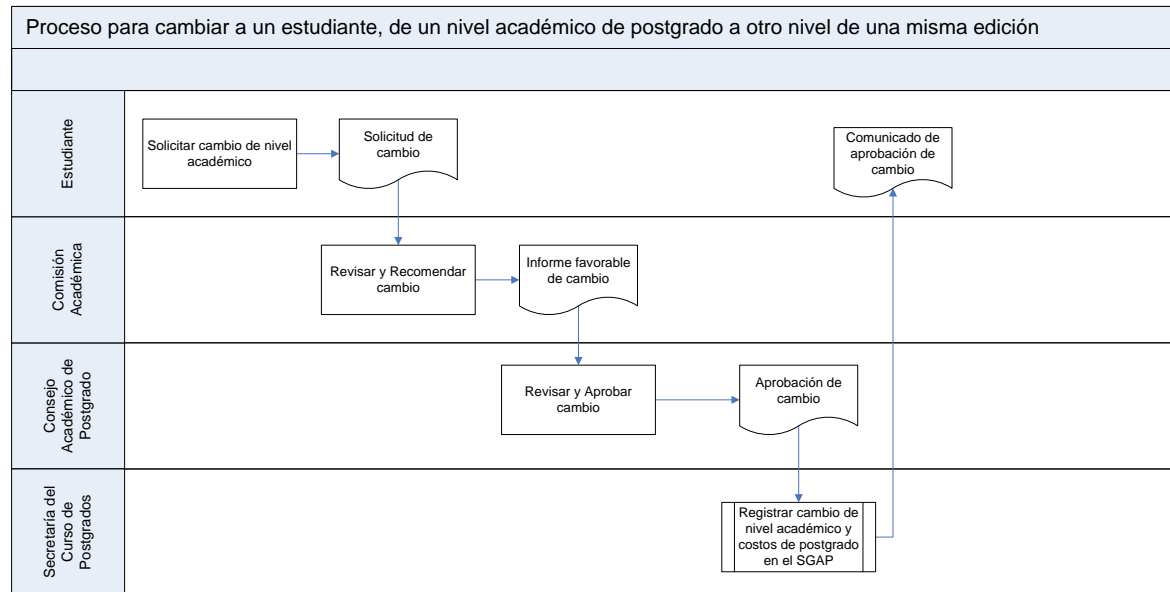 Proceso para cambiar a un estudiante, de un nivel académico de postgrado a otro nivel de una misma edición
Estudiante
Solicitar cambio de nivel
académico
Solicitud de
cambio
Comunicado de
aprobación de
cambio
Comisión
Académica
Revisar y Recomendar
cambio
Informe favorable
de cambio
Consejo
Académico de
Postgrado
Revisar y Aprobar
cambio
Aprobación de
cambio
Secretaría del
Curso de
Postgrados
Registrar cambio de
nivel académico y
costos de postgrado
en el SGAP